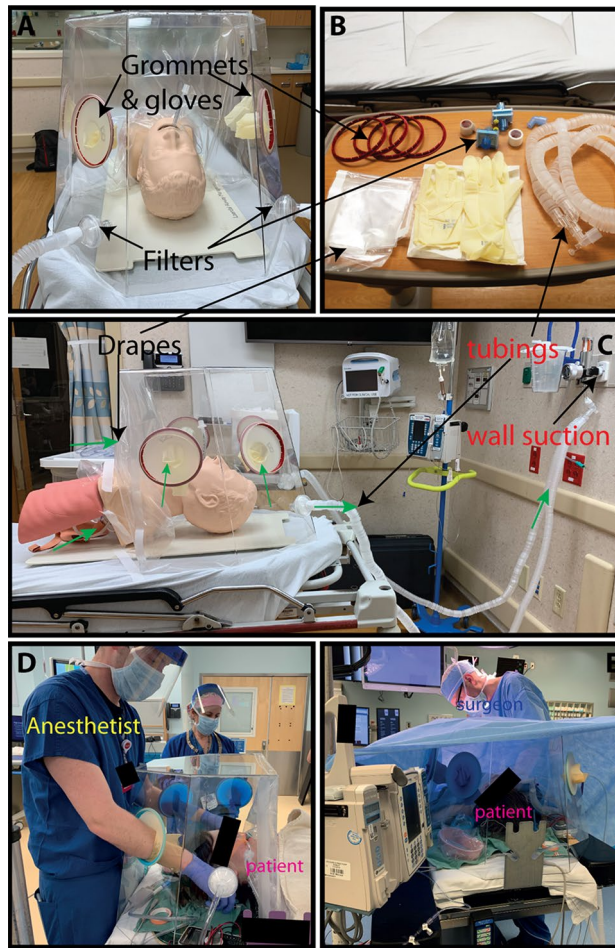 A
B
Grommets
& gloves
Filters
Drapes
tubings
C
wall suction
D
E
Anesthetist
surgeon
patient
patient